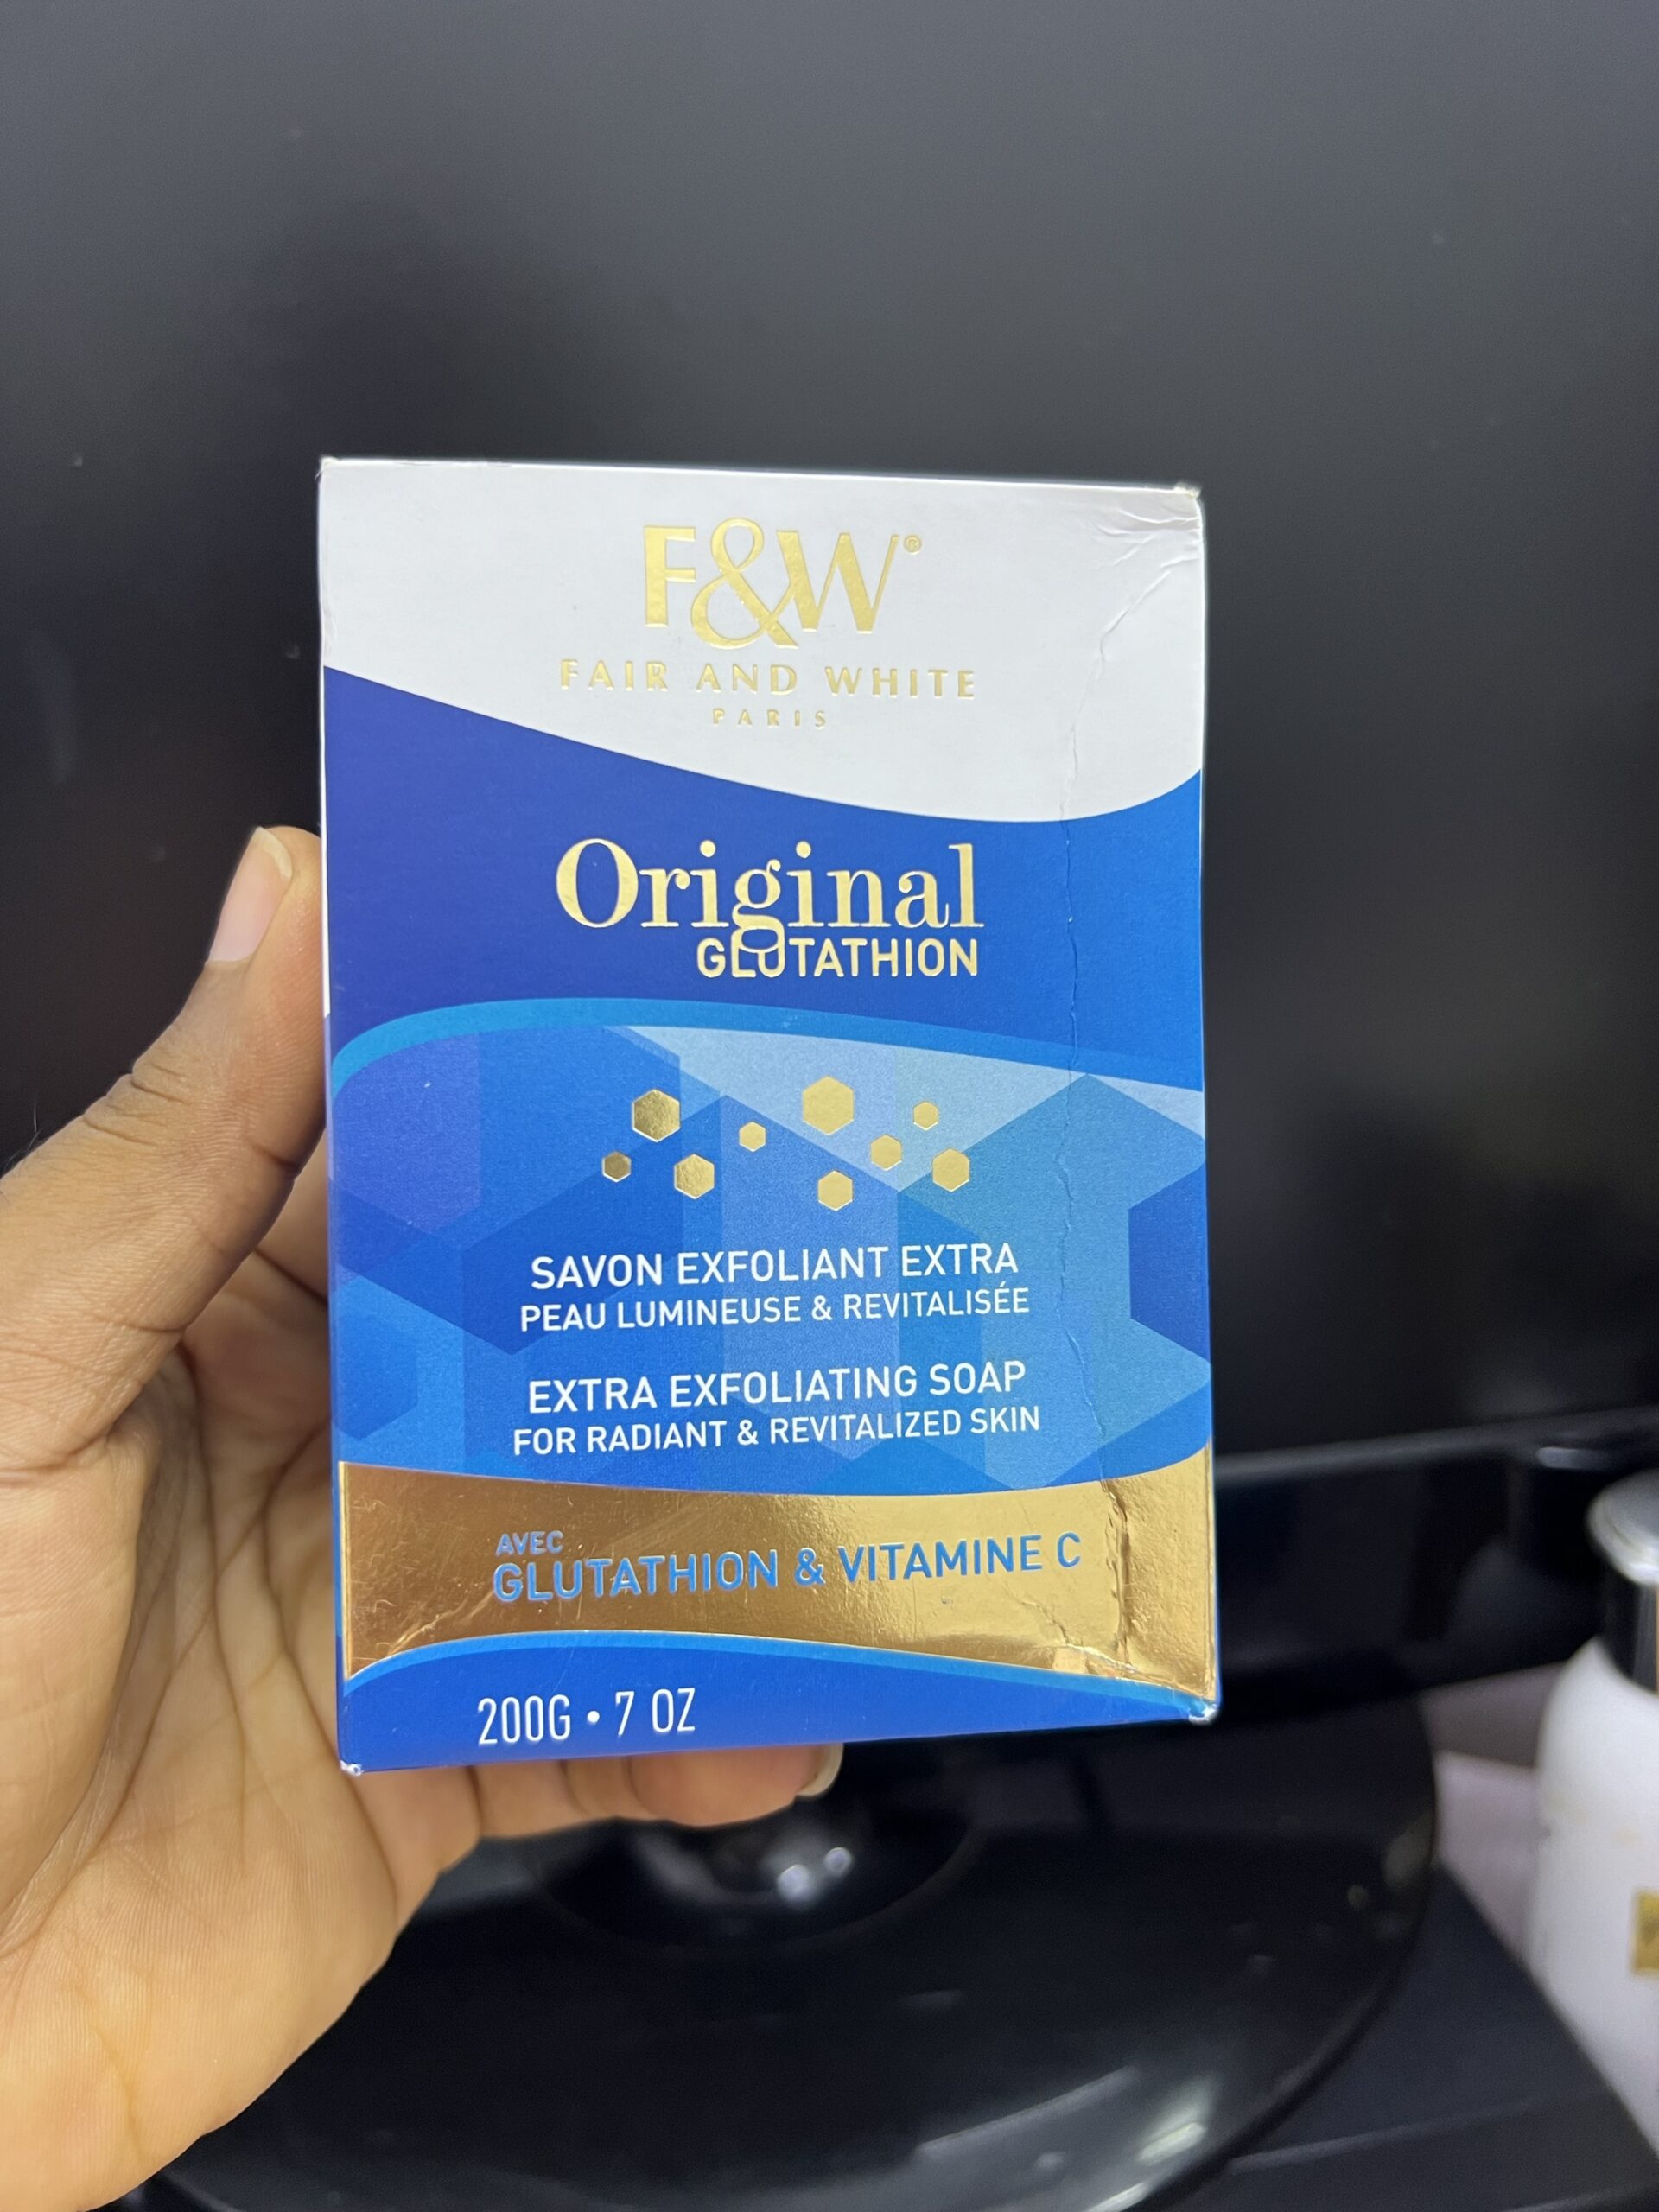 F&W®
FAIR AND WHITE
PARIS
Original
GLUTATHION
SAVON EXFOLIANT EXTRA
PEAU LUMINEUSE & REVITALISÉE
EXTRA EXFOLIATING SOAP
FOR RADIANT & REVITALIZED SKIN
AVEC
GLUTATHION & VITAMINE C
200G • 7 OZ